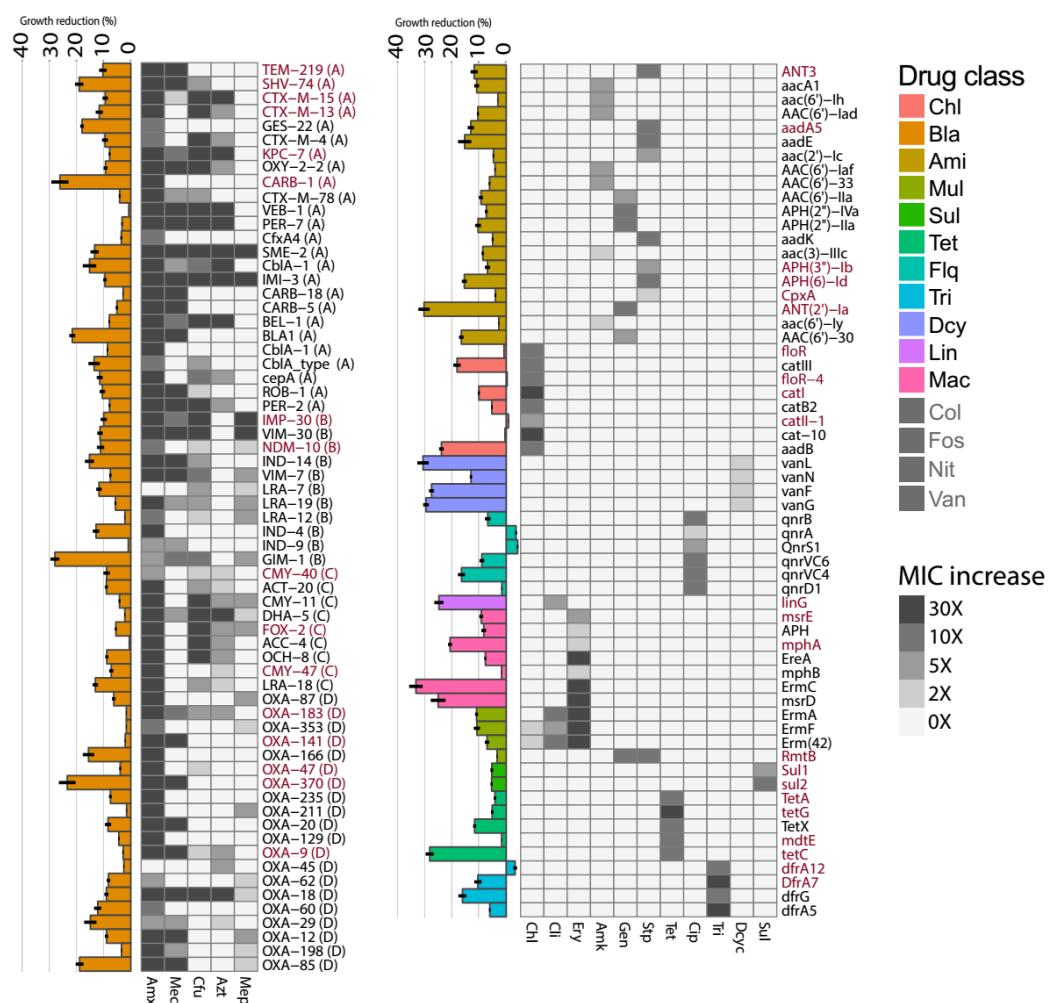 Growth reduction (%)
40
30
20
10
0
TEM−219 (A)
SHV−74 (A)
CTX−M−15 (A)
CTX−M−13 (A)
GES−22 (A)
CTX−M−4 (A)
KPC−7 (A)
OXY−2−2 (A)
CARB−1 (A)
CTX−M−78 (A)
VEB−1 (A)
PER−7 (A)
CfxA4 (A)
SME−2 (A)
CblA−1 (A)
IMI−3 (A)
CARB−18 (A)
CARB−5 (A)
BEL−1 (A)
BLA1 (A)
CblA−1 (A)
CblA_type (A)
cepA (A)
ROB−1 (A)
PER−2 (A)
IMP−30 (B)
VIM−30 (B)
NDM−10 (B)
IND−14 (B)
VIM−7 (B)
LRA−7 (B)
LRA−19 (B)
LRA−12 (B)
IND−4 (B)
IND−9 (B)
GIM−1 (B)
CMY−40 (C)
ACT−20 (C)
CMY−11 (C)
DHA−5 (C)
FOX−2 (C)
ACC−4 (C)
OCH−8 (C)
CMY−47 (C)
LRA−18 (C)
OXA−87 (D)
OXA−183 (D)
OXA−353 (D)
OXA−141 (D)
OXA−166 (D)
OXA−47 (D)
OXA−370 (D)
OXA−235 (D)
OXA−211 (D)
OXA−20 (D)
OXA−129 (D)
OXA−9 (D)
OXA−45 (D)
OXA−62 (D)
OXA−18 (D)
OXA−60 (D)
OXA−29 (D)
OXA−12 (D)
OXA−198 (D)
OXA−85 (D)
Amx
Mec
Cfu
Azt
Mep
Growth reduction (%)
40
30
20
10
0
ANT3
aacA1
aac(6')−Ih
AAC(6')−Iad
aadA5
aadE
aac(2')−Ic
AAC(6')−Iaf
AAC(6')−33
AAC(6')−IIa
APH(2'')−IVa
APH(2'')−IIa
aadK
aac(3)−IIIc
APH(3'')−Ib
APH(6)−Id
CpxA
ANT(2')−Ia
aac(6')−Iy
AAC(6')−30
floR
catIII
floR−4
catI
catB2
catII−1
cat−10
aadB
vanL
vanN
vanF
vanG
qnrB
qnrA
QnrS1
qnrVC6
qnrVC4
qnrD1
linG
msrE
APH
mphA
EreA
mphB
ErmC
msrD
ErmA
ErmF
Erm(42)
RmtB
Sul1
sul2
TetA
tetG
TetX
mdtE
tetC
dfrA12
DfrA7
dfrG
dfrA5
Chl
Cli
Ery
Amk
Gen
Stp
Tet
Cip
Tri
Dcyc
Sul
Drug class
Chl
Bla
Ami
Mul
Sul
Tet
Flq
Tri
Dcy
Lin
Mac
Col
Fos
Nit
Van
MIC increase
30X
10X
5X
2X
0X